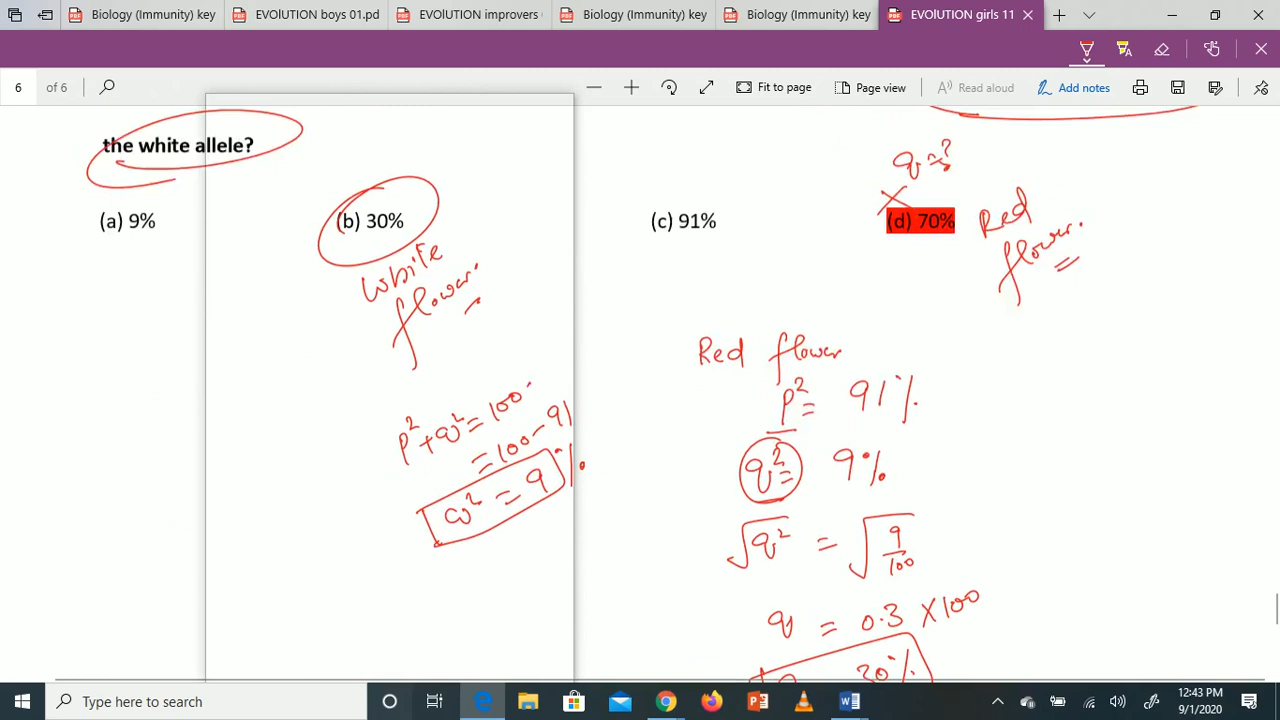 Biology (Immunity) key
EVOlUTION boys 01.pd
EVOlUTION improvers
Biology (Immunity) key
Biology (Immunity) key
EVOlUTION girls 11
6 of 6
Fit to page
Page view
Read aloud
Add notes
the white allele?
q = ?
(a) 9%
(b) 30%
(c) 91%
(d) 70%
Red
flower.
white
flower.
Red flower
p² = 91%
p² + q² = 100
= 100 - 91
q² = 9%
q² = 9%
√q² = √9/100
q = 0.3 × 100
30%
Type here to search
12:43 PM
9/1/2020